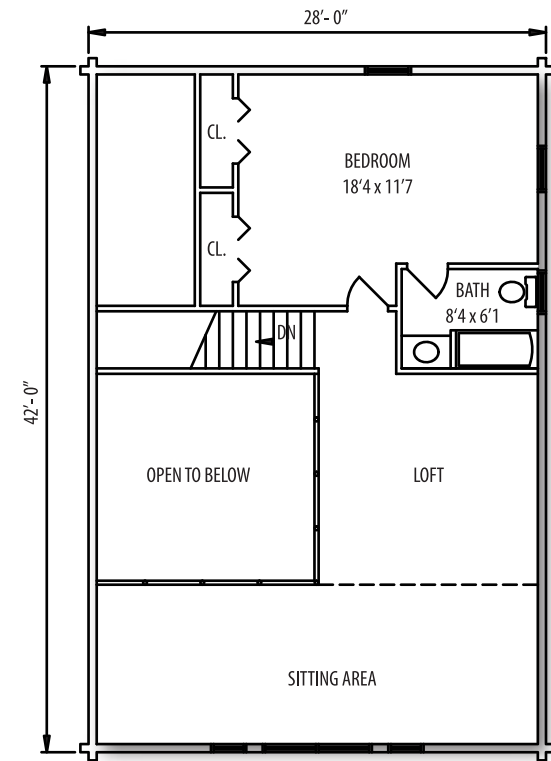 28'- 0"
CL.
BEDROOM
18'4 x 11'7
CL.
BATH
8'4 x 6'1
DN
42'- 0"
OPEN TO BELOW
LOFT
SITTING AREA